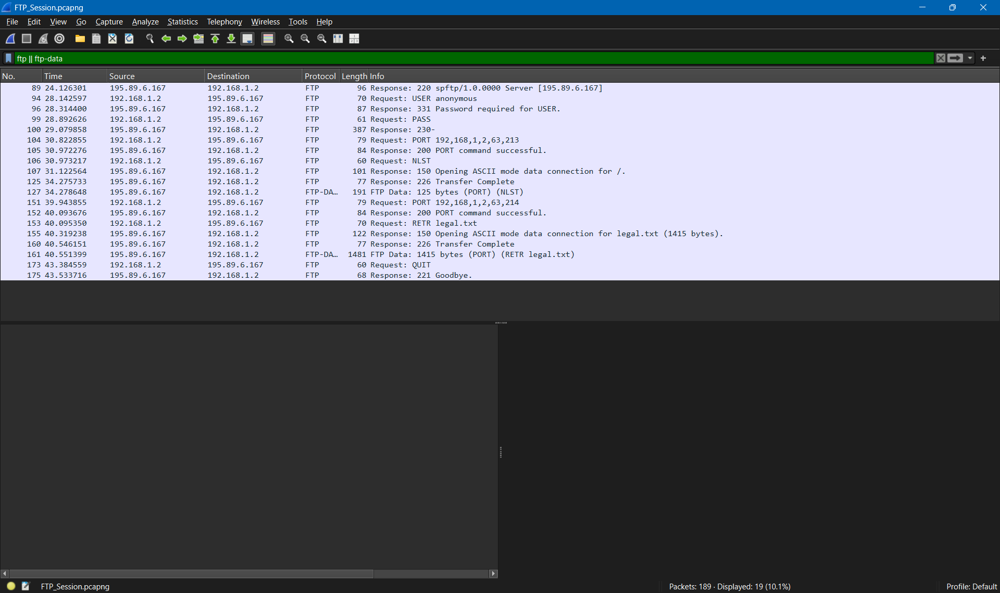 FTP_Session.pcapng
File Edit View Go Capture Analyze Statistics Telephony Wireless Tools Help
ftp || ftp-data
No. Time Source Destination Protocol Length Info
89 24.126301 195.89.6.167 192.168.1.2 FTP 96 Response: 220 spftp/1.0.0000 Server [195.89.6.167]
94 28.142597 192.168.1.2 195.89.6.167 FTP 70 Request: USER anonymous
96 28.314400 195.89.6.167 192.168.1.2 FTP 87 Response: 331 Password required for USER.
99 28.892626 192.168.1.2 195.89.6.167 FTP 61 Request: PASS
100 29.079858 195.89.6.167 192.168.1.2 FTP 387 Response: 230-
104 30.822855 192.168.1.2 195.89.6.167 FTP 79 Request: PORT 192,168,1,2,63,213
105 30.972276 195.89.6.167 192.168.1.2 FTP 84 Response: 200 PORT command successful.
106 30.973217 192.168.1.2 195.89.6.167 FTP 60 Request: NLST
107 31.122564 195.89.6.167 192.168.1.2 FTP 101 Response: 150 Opening ASCII mode data connection for /.
125 34.275733 195.89.6.167 192.168.1.2 FTP 77 Response: 226 Transfer Complete
127 34.278648 195.89.6.167 192.168.1.2 FTP-DA… 191 FTP Data: 125 bytes (PORT) (NLST)
151 39.943855 192.168.1.2 195.89.6.167 FTP 79 Request: PORT 192,168,1,2,63,214
152 40.093676 195.89.6.167 192.168.1.2 FTP 84 Response: 200 PORT command successful.
153 40.095350 192.168.1.2 195.89.6.167 FTP 70 Request: RETR legal.txt
155 40.319238 195.89.6.167 192.168.1.2 FTP 122 Response: 150 Opening ASCII mode data connection for legal.txt (1415 bytes).
160 40.546151 195.89.6.167 192.168.1.2 FTP 77 Response: 226 Transfer Complete
161 40.551399 195.89.6.167 192.168.1.2 FTP-DA… 1481 FTP Data: 1415 bytes (PORT) (RETR legal.txt)
173 43.384559 192.168.1.2 195.89.6.167 FTP 60 Request: QUIT
175 43.533716 195.89.6.167 192.168.1.2 FTP 68 Response: 221 Goodbye.
FTP_Session.pcapng Packets: 189 · Displayed: 19 (10.1%) Profile: Default